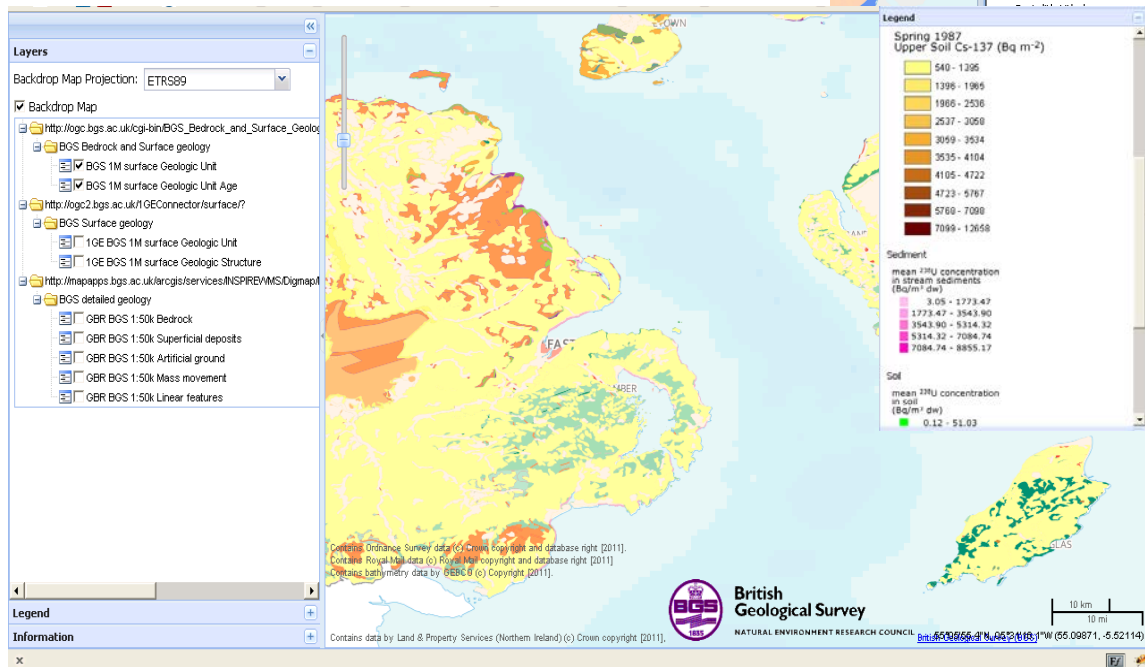 Layers
Backdrop Map Projection: ETRS89
Backdrop Map
http://ogc.bgs.ac.uk/cgi-bin/BGS_Bedrock_and_Surface_Geolog
BGS Bedrock and Surface geology
BGS 1M surface Geologic Unit
BGS 1M surface Geologic Unit Age
http://ogc2.bgs.ac.uk/1GEConnector/surface/?
BGS Surface geology
1GE BGS 1M surface Geologic Unit
1GE BGS 1M surface Geologic Structure
http://mapapps.bgs.ac.uk/arcgis/services/INSPIREWMS/Digmap/
BGS detailed geology
GBR BGS 1:50k Bedrock
GBR BGS 1:50k Superficial deposits
GBR BGS 1:50k Artificial ground
GBR BGS 1:50k Mass movement
GBR BGS 1:50k Linear features
Legend
Information
x
OWN
EAST
MBER
LAS
Contains Ordnance Survey data (c) Crown copyright and database right [2011].
Contains Royal Mail data (c) Royal Mail copyright and database right [2011]
Contains bathymetry data by GEBCO (c) Copyright [2011].
Contains data by Land & Property Services (Northern Ireland) (c) Crown copyright [2011],
BGS
1835
British
Geological Survey
NATURAL ENVIRONMENT RESEARCH COUNCIL
British Geological Survey (BGS)
(55.09871, -5.52114)
10 km
10 mi
Legend
Spring 1987
Upper Soil Cs-137 (Bq m⁻²)
540 - 1395
1396 - 1965
1966 - 2536
2537 - 3058
3059 - 3534
3535 - 4104
4105 - 4722
4723 - 5767
5768 - 7098
7099 - 12658
Sediment
mean ²³⁸U concentration
in stream sediments
(Bq/m³ dw)
3.05 - 1773.47
1773.47 - 3543.90
3543.90 - 5314.32
5314.32 - 7084.74
7084.74 - 8855.17
Soil
mean ²³⁸U concentration
in soil
(Bq/m³ dw)
0.12 - 51.03